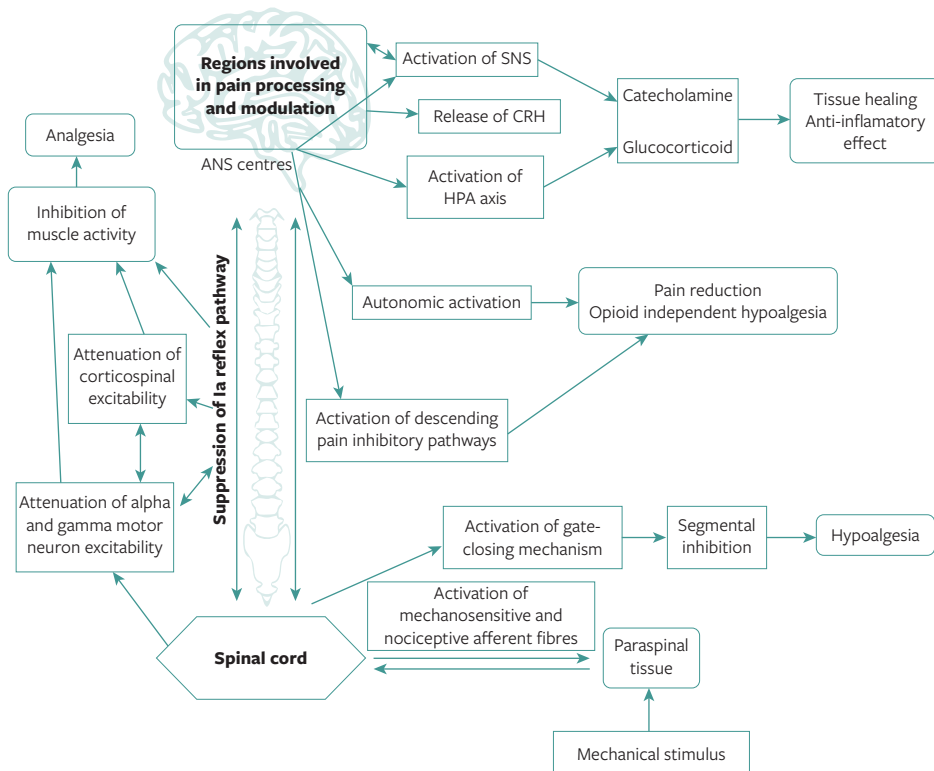 Regions involved
in pain processing
and modulation
ANS centres
Activation of SNS
Release of CRH
Activation of
HPA axis
Catecholamine
Glucocorticoid
Tissue healing
Anti-inflamatory
effect
Analgesia
Inhibition of
muscle activity
Suppression of Ia reflex pathway
Autonomic activation
Pain reduction
Opioid independent hypoalgesia
Attenuation of
corticospinal
excitability
Activation of descending
pain inhibitory pathways
Attenuation of alpha
and gamma motor
neuron excitability
Activation of gate-
closing mechanism
Segmental
inhibition
Hypoalgesia
Activation of
mechanosensitive and
nociceptive afferent fibres
Spinal cord
Paraspinal
tissue
Mechanical stimulus